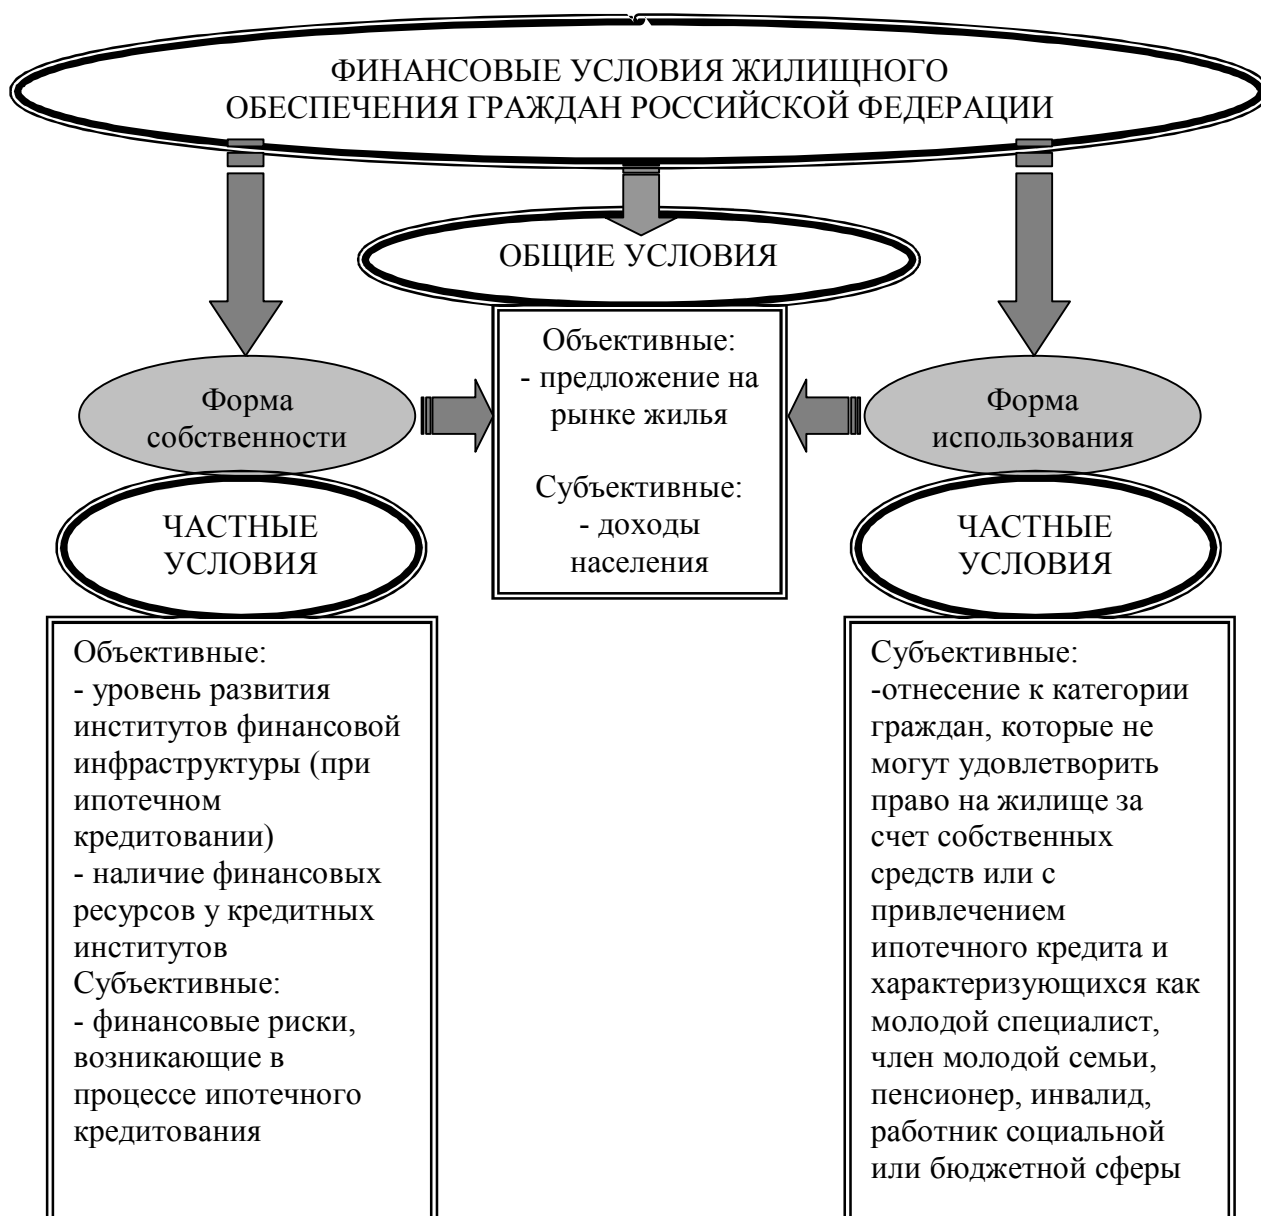 ФИНАНСОВЫЕ УСЛОВИЯ ЖИЛИЩНОГО
ОБЕСПЕЧЕНИЯ ГРАЖДАН РОССИЙСКОЙ ФЕДЕРАЦИИ
ОБЩИЕ УСЛОВИЯ
Объективные:
- предложение на
рынке жилья
Субъективные:
- доходы
населения
Форма
собственности
ЧАСТНЫЕ
УСЛОВИЯ
Объективные:
- уровень развития
институтов финансовой
инфраструктуры (при
ипотечном
кредитовании)
- наличие финансовых
ресурсов у кредитных
институтов
Субъективные:
- финансовые риски,
возникающие в
процессе ипотечного
кредитования
Форма
использования
ЧАСТНЫЕ
УСЛОВИЯ
Субъективные:
-отнесение к категории
граждан, которые не
могут удовлетворить
право на жилище за
счет собственных
средств или с
привлечением
ипотечного кредита и
характеризующихся как
молодой специалист,
член молодой семьи,
пенсионер, инвалид,
работник социальной
или бюджетной сферы